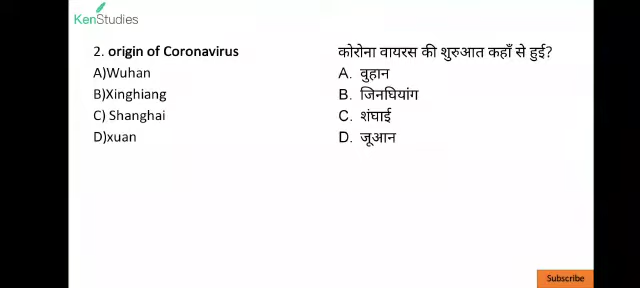 KenStudies
2. origin of Coronavirus
A)Wuhan
B)Xinghiang
C) Shanghai
D)xuan
कोरोना वायरस की शुरुआत कहाँ से हुई?
A. वुहान
B. जिनघियांग
C. शंघाई
D. जूआन
Subscribe